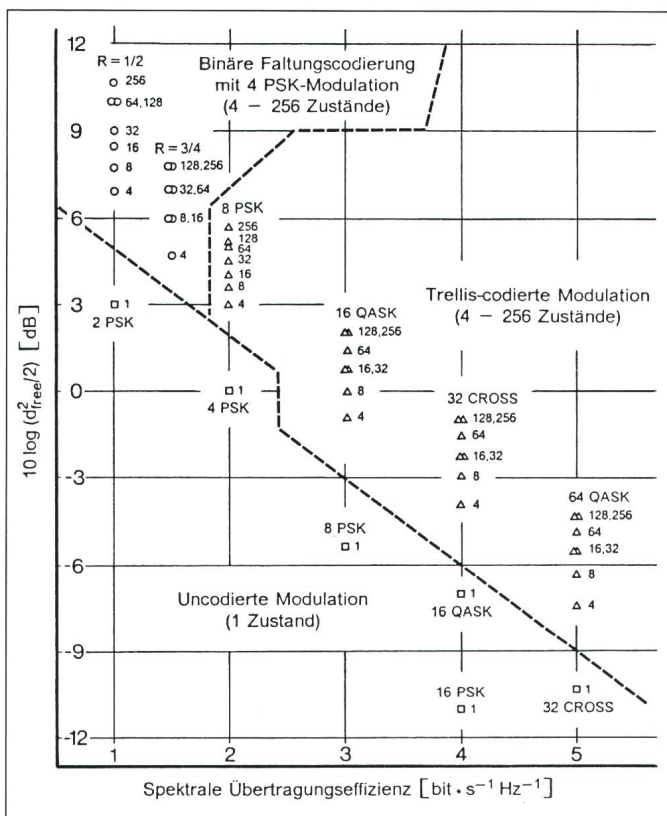 12
9
6
3
0
-3
-6
-9
-12
10 log (d²free/2) [dB]
R = 1/2
256
64,128
32
16
8
4
R = 3/4
128,256
32,64
8,16
4
Binäre Faltungscodierung
mit 4 PSK-Modulation
(4 – 256 Zustände)
8 PSK
256
128
64
32
16
8
4
1
2 PSK
1
4 PSK
16 QASK
128,256
64
16,32
8
4
Trellis-codierte Modulation
(4 – 256 Zustände)
32 CROSS
128,256
64
16,32
8
4
64 QASK
128,256
64
16,32
8
4
8 PSK
1
Uncodierte Modulation
(1 Zustand)
1
16 QASK
16 PSK
1
1
32 CROSS
1
2
3
4
5
Spektrale Übertragungseffizienz [bit • s⁻¹ Hz⁻¹]